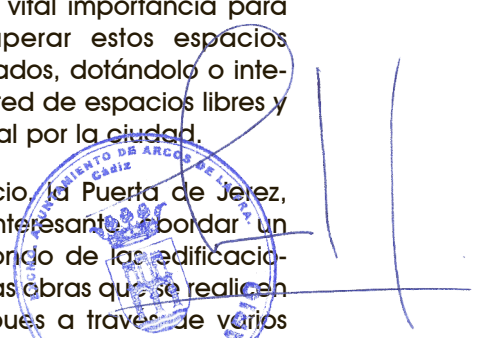 vital importancia para
perar estos espacios
ados, dotándolo o inte-
red de espacios libres y
al por la ciudad.
AYUNTAMIENTO DE ARCOS DE LA FRA.
Cádiz
cio, la Puerta de Jerez,
nteresante abordar un
ondo de las edificacio-
as obras que se realicen
pues a través de varios